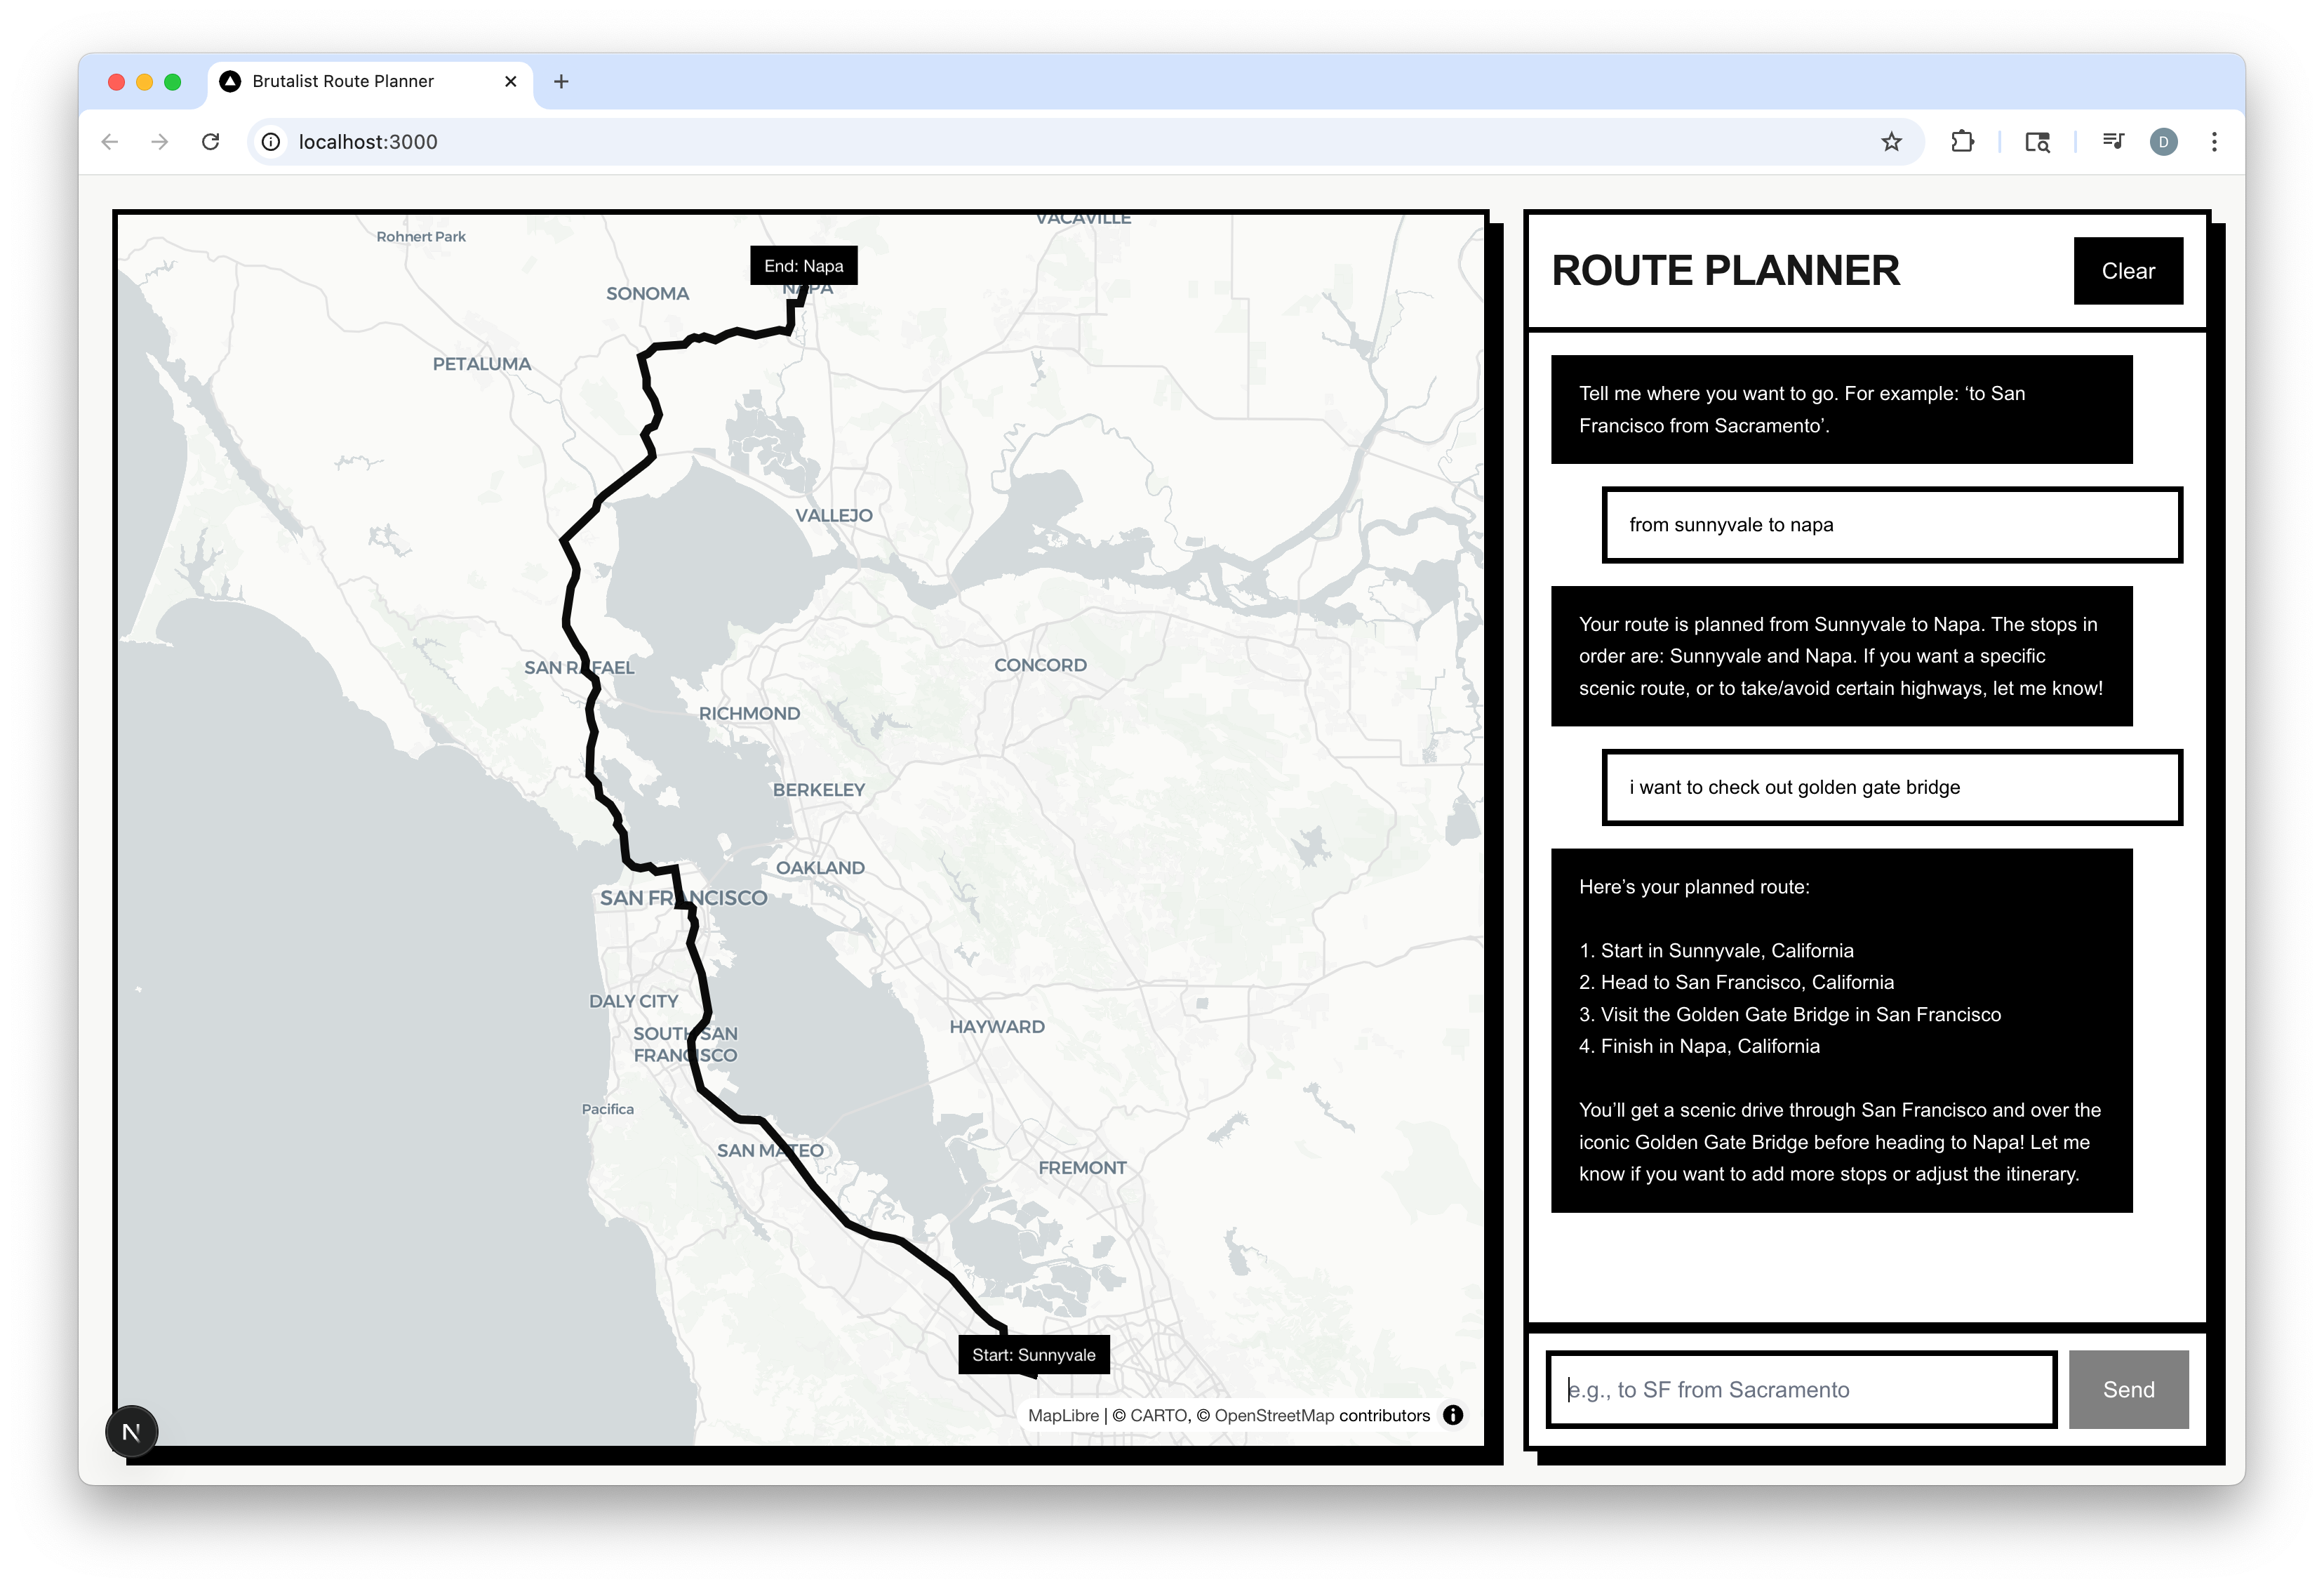 Brutalist Route Planner
localhost:3000
VACAVILLE
Rohnert Park
End: Napa
NAPA
SONOMA
PETALUMA
VALLEJO
SAN RAFAEL
CONCORD
RICHMOND
BERKELEY
OAKLAND
SAN FRANCISCO
DALY CITY
SOUTH SAN
FRANCISCO
HAYWARD
Pacifica
SAN MATEO
FREMONT
Start: Sunnyvale
MapLibre | © CARTO, © OpenStreetMap contributors
N
D
ROUTE PLANNER
Clear
Tell me where you want to go. For example: ‘to San
Francisco from Sacramento’.
from sunnyvale to napa
Your route is planned from Sunnyvale to Napa. The stops in
order are: Sunnyvale and Napa. If you want a specific
scenic route, or to take/avoid certain highways, let me know!
i want to check out golden gate bridge
Here’s your planned route:
1. Start in Sunnyvale, California
2. Head to San Francisco, California
3. Visit the Golden Gate Bridge in San Francisco
4. Finish in Napa, California
You’ll get a scenic drive through San Francisco and over the
iconic Golden Gate Bridge before heading to Napa! Let me
know if you want to add more stops or adjust the itinerary.
e.g., to SF from Sacramento
Send